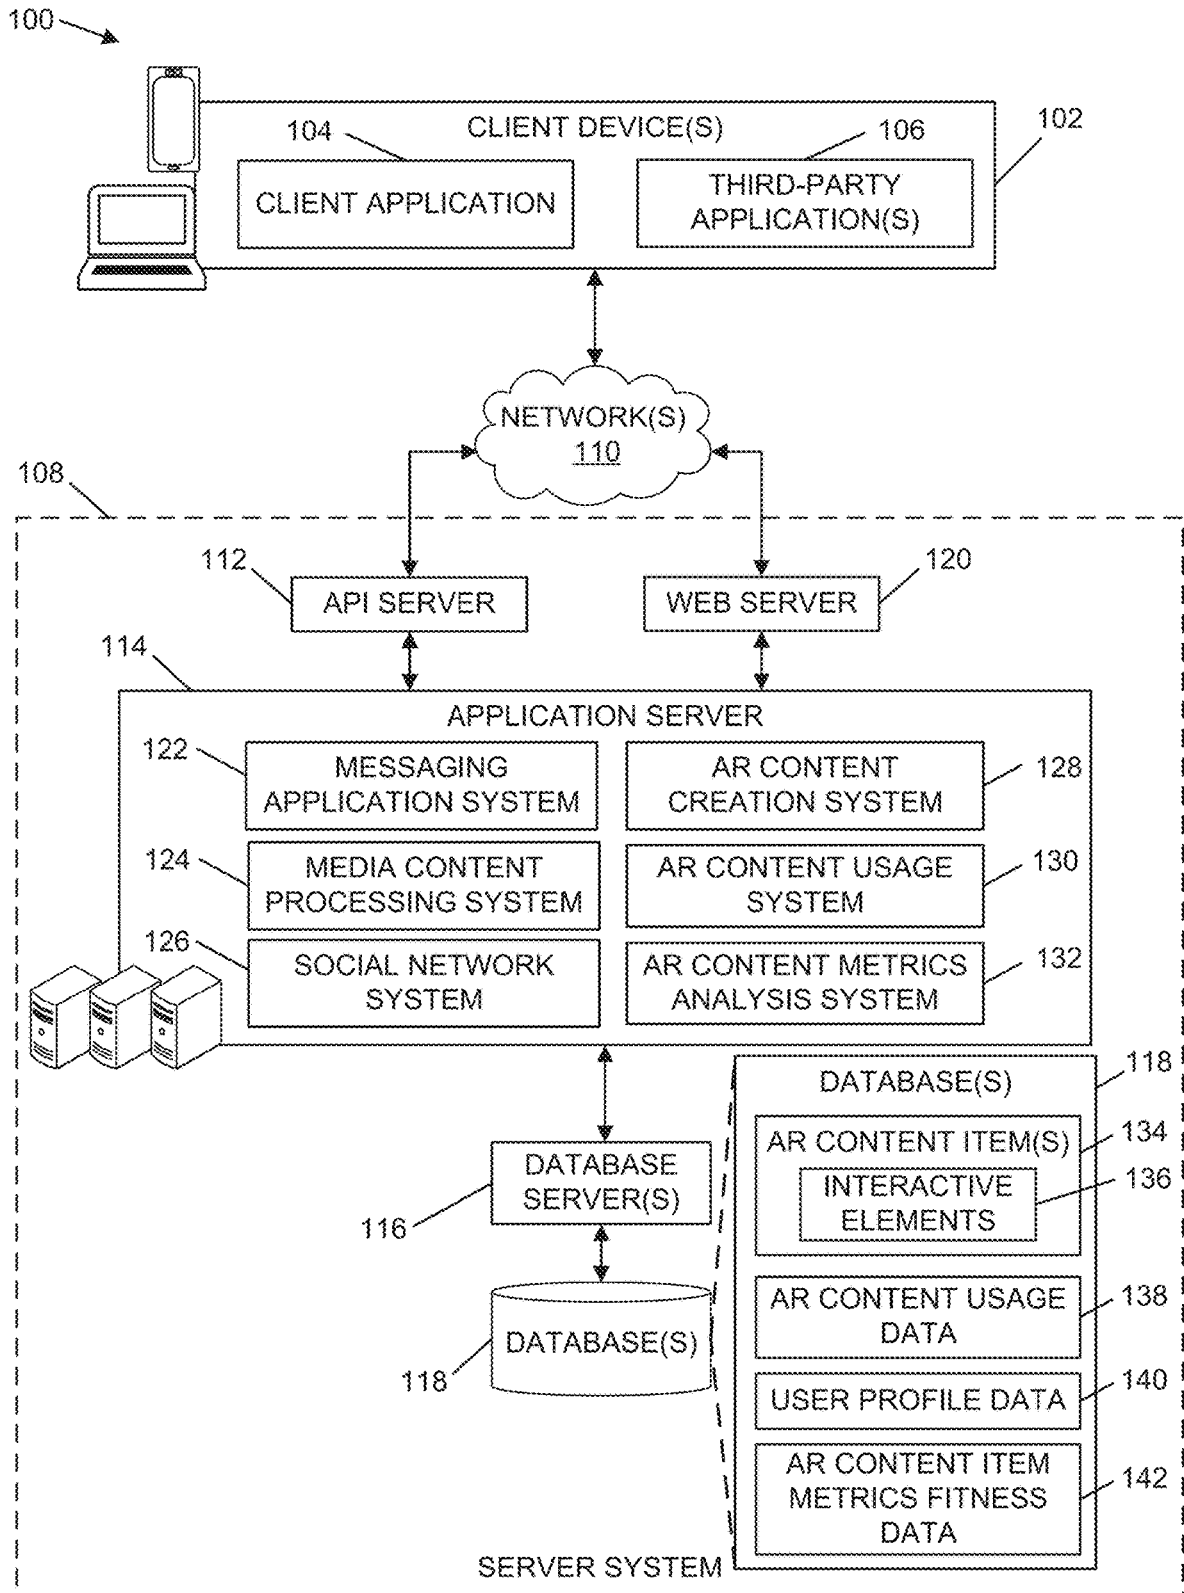 100
CLIENT DEVICE(S)
104
106
102
CLIENT APPLICATION
THIRD-PARTY
APPLICATION(S)
NETWORK(S)
110
108
112
120
API SERVER
WEB SERVER
114
APPLICATION SERVER
122
MESSAGING
APPLICATION SYSTEM
AR CONTENT
CREATION SYSTEM
128
124
MEDIA CONTENT
PROCESSING SYSTEM
AR CONTENT USAGE
SYSTEM
130
126
SOCIAL NETWORK
SYSTEM
AR CONTENT METRICS
ANALYSIS SYSTEM
132
DATABASE
SERVER(S)
116
DATABASE(S)
118
DATABASE(S)
118
AR CONTENT ITEM(S)
134
INTERACTIVE
ELEMENTS
136
AR CONTENT USAGE
DATA
138
USER PROFILE DATA
140
AR CONTENT ITEM
METRICS FITNESS
DATA
142
SERVER SYSTEM